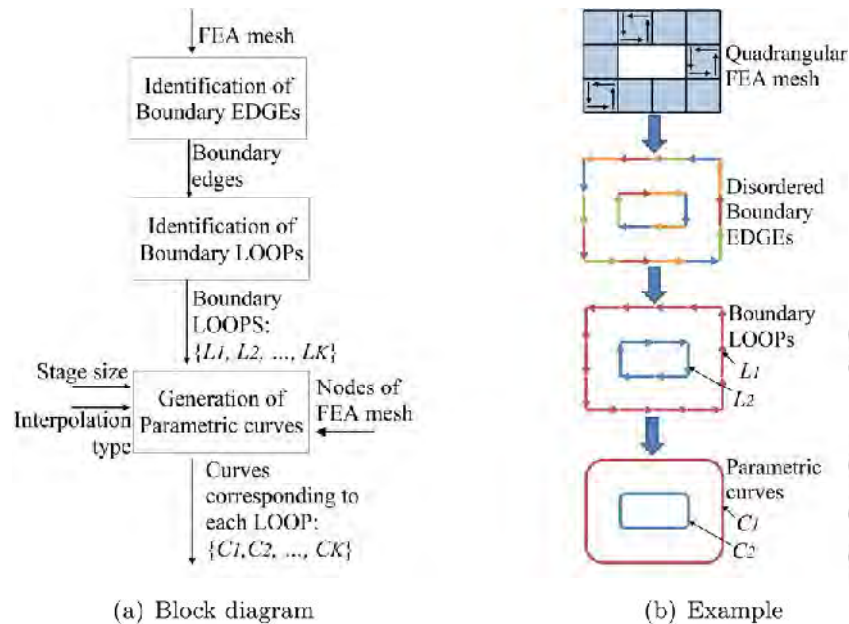 FEA mesh
Identification of
Boundary EDGEs
Boundary
edges
Identification of
Boundary LOOPs
Boundary
LOOPS:
{L1, L2, ..., LK}
Stage size
Interpolation
type
Generation of
Parametric curves
Nodes of
FEA mesh
Curves
corresponding to
each LOOP:
{C1,C2, ..., CK}
(a) Block diagram
Quadrangular
FEA mesh
Disordered
Boundary
EDGEs
Boundary
LOOPs
L1
L2
Parametric
curves
C1
C2
(b) Example